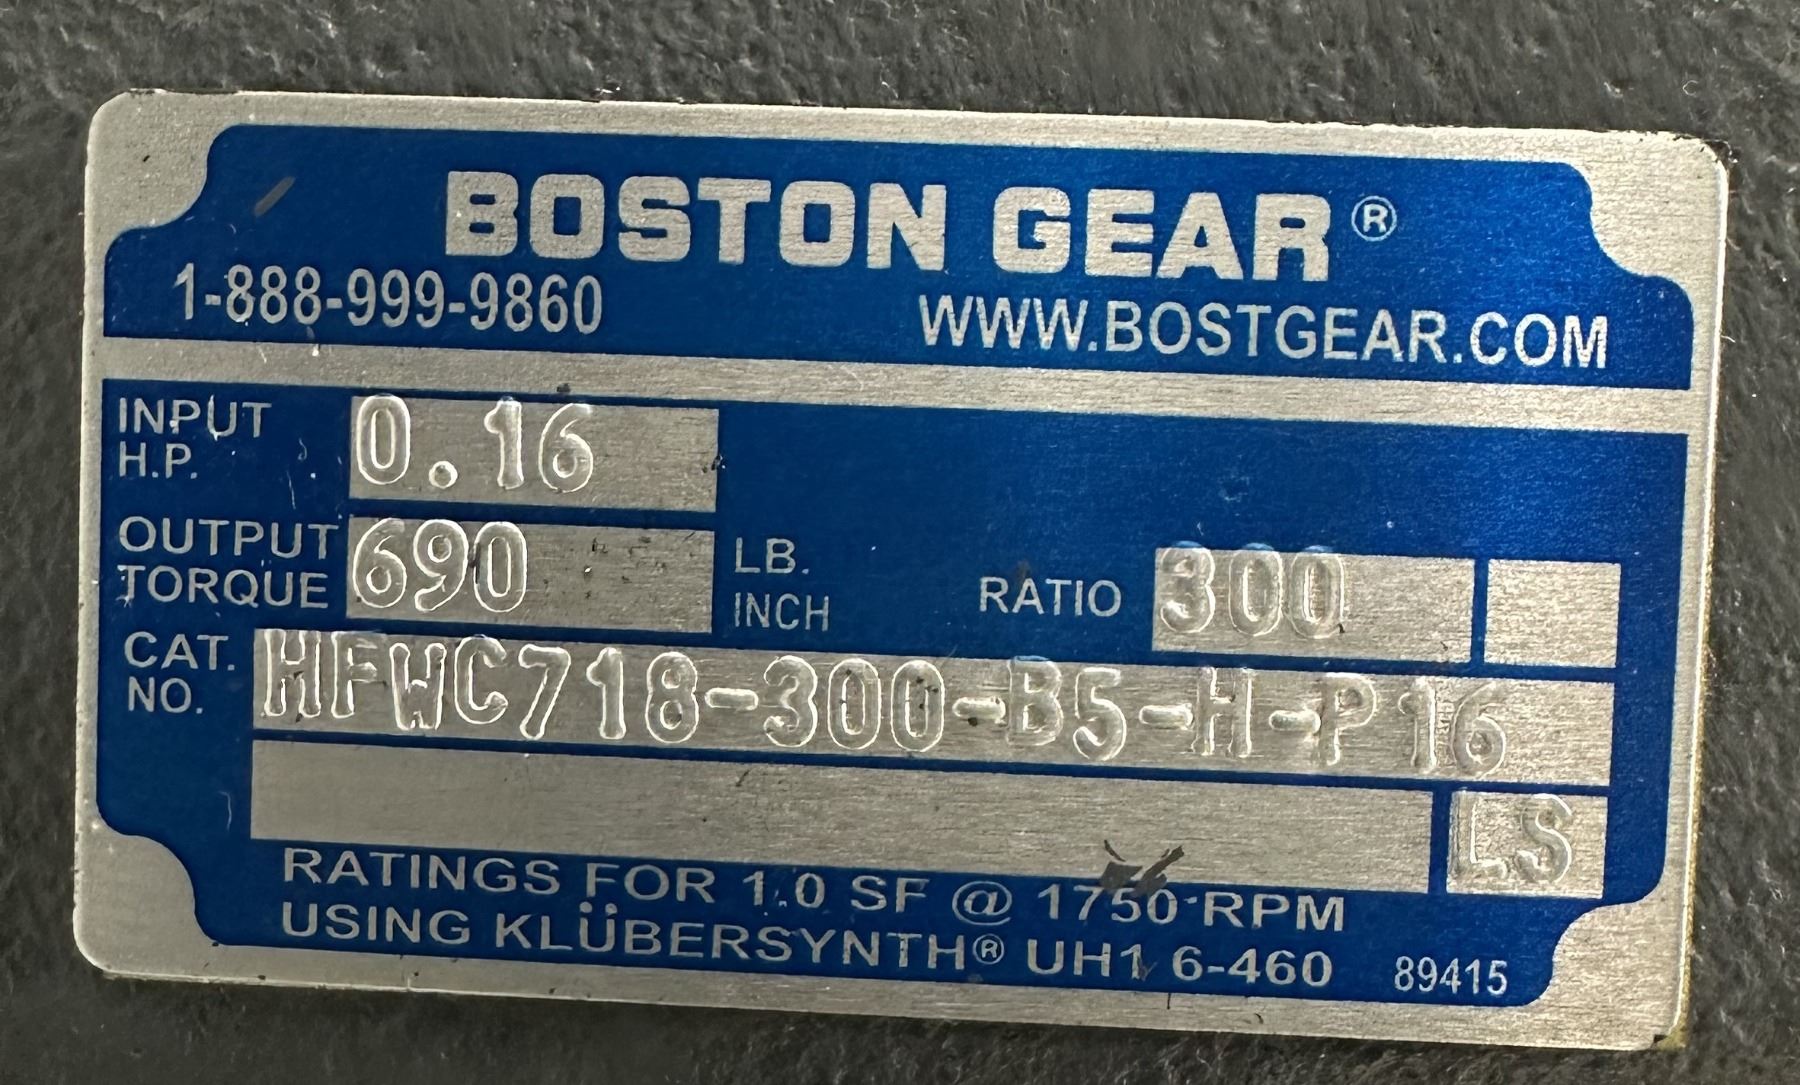 BOSTON GEAR®
1-888-999-9860 WWW.BOSTGEAR.COM
INPUT H.P. 0.16
OUTPUT TORQUE 690 LB. INCH RATIO 300
CAT. NO. HFWC718-300-B5-H-P16
LS
RATINGS FOR 1.0 SF @ 1750 RPM
USING KLÜBERSYNTH® UH1 6-460 89415